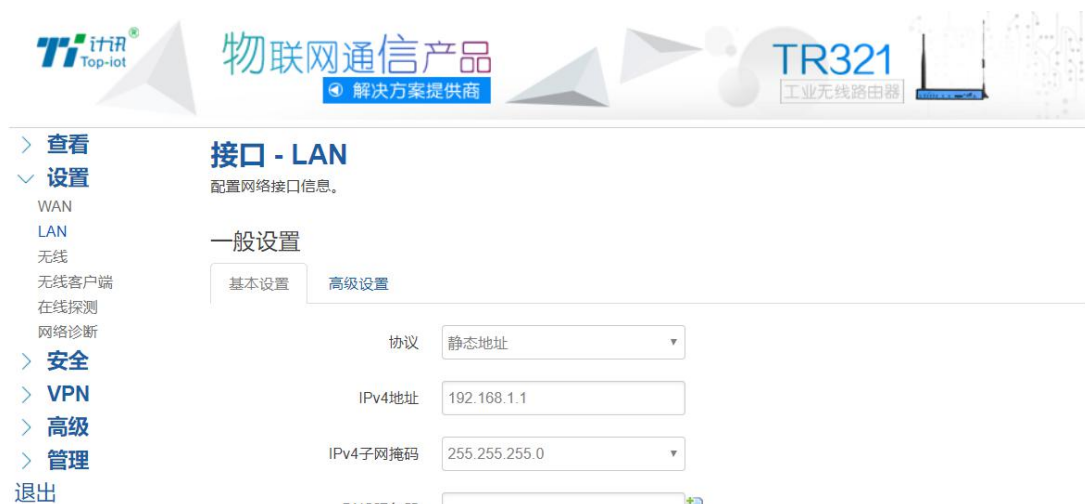 计讯®
Top-iot
物联网通信产品
解决方案提供商
TR321
工业无线路由器
查看
设置
WAN
LAN
无线
无线客户端
在线探测
网络诊断
安全
VPN
高级
管理
退出
接口 - LAN
配置网络接口信息。
一般设置
基本设置 高级设置
协议 静态地址
IPv4地址 192.168.1.1
IPv4子网掩码 255.255.255.0